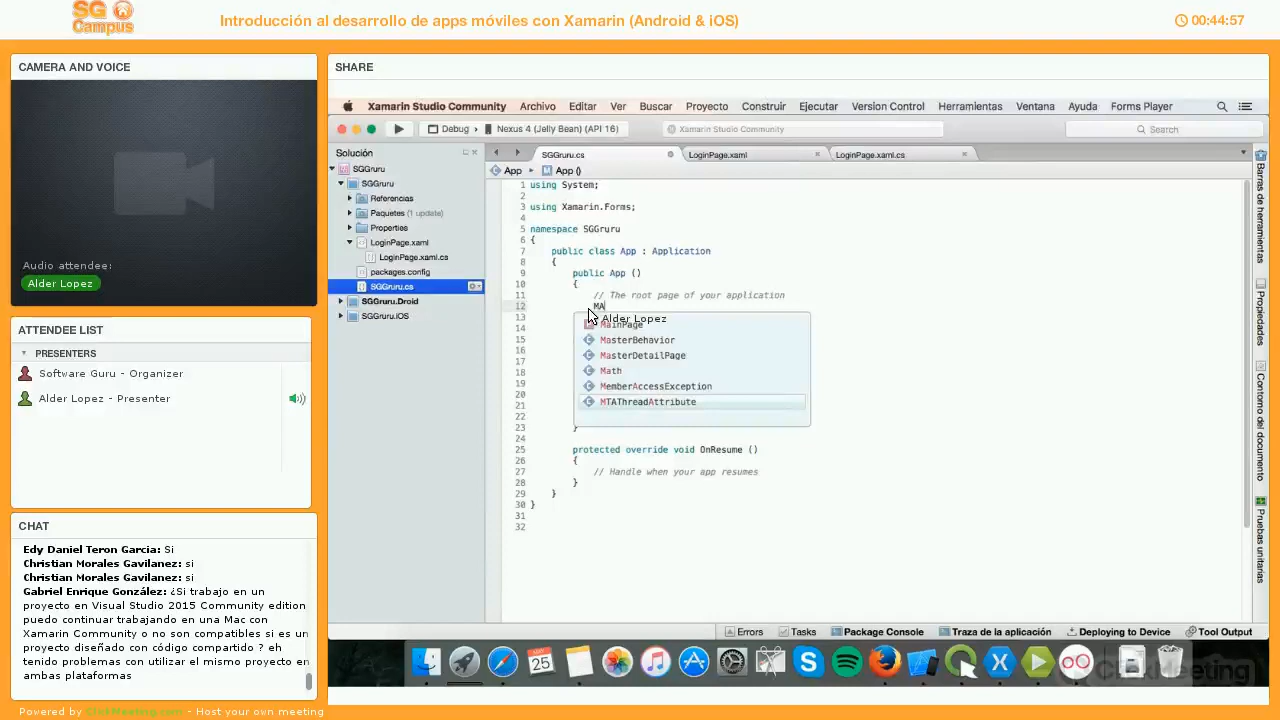 SG
Campus
Introducción al desarrollo de apps móviles con Xamarin (Android & iOS)
00:44:57
CAMERA AND VOICE
Audio attendee:
Alder Lopez
ATTENDEE LIST
PRESENTERS
Software Guru - Organizer
Alder Lopez - Presenter
CHAT
Edy Daniel Teron Garcia: Si
Christian Morales Gavilanez: si
Christian Morales Gavilanez: si
Gabriel Enrique González: ¿Si trabajo en un
proyecto en Visual Studio 2015 Community edition
puedo continuar trabajando en una Mac con
Xamarin Community o no son compatibles si es un
proyecto diseñado con código compartido ? eh
tenido problemas con utilizar el mismo proyecto en
ambas plataformas
Powered by ClickMeeting.com - Host your own meeting
SHARE
Xamarin Studio Community Archivo Editar Ver Buscar Proyecto Construir Ejecutar Version Control Herramientas Ventana Ayuda Forms Player
Debug Nexus 4 (Jelly Bean) (API 16)
Xamarin Studio Community
Search
Solución
SGGruru
SGGruru
Referencias
Paquetes (1 update)
Properties
LoginPage.xaml
LoginPage.xaml.cs
packages.config
SGGruru.cs
SGGruru.Droid
SGGruru.iOS
SGGruru.cs LoginPage.xaml LoginPage.xaml.cs
App App ()
1 using System;
2
3 using Xamarin.Forms;
4
5 namespace SGGruru
6 {
7 public class App : Application
8 {
9 public App ()
10 {
11 // The root page of your application
12 MA
Alder Lopez
13 MainPage
14 MasterBehavior
15
16 MasterDetailPage
17 Math
18
19 MemberAccessException
20
21 MTAThreadAttribute
22
23 }
24
25 protected override void OnResume ()
26 {
27 // Handle when your app resumes
28 }
29 }
30 }
31
32
Barras de herramientas
Propiedades
Contorno del documento
Pruebas unitarias
Errors Tasks Package Console Traza de la aplicación Deploying to Device Tool Output
25
ClickMeeting